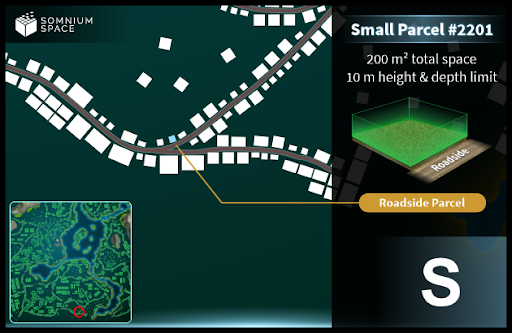 SOMNIUM
SPACE
Small Parcel #2201
200 m² total space
10 m height & depth limit
Roadside
Roadside Parcel
S